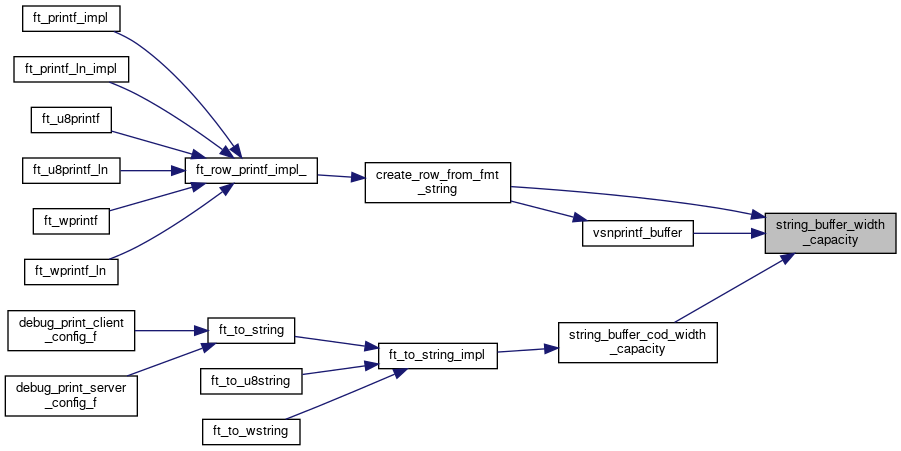 ft_printf_impl
ft_printf_ln_impl
ft_u8printf
ft_u8printf_ln
ft_wprintf
ft_wprintf_ln
ft_row_printf_impl_
create_row_from_fmt
_string
vsnprintf_buffer
string_buffer_width
_capacity
debug_print_client
_config_f
debug_print_server
_config_f
ft_to_string
ft_to_u8string
ft_to_wstring
ft_to_string_impl
string_buffer_cod_width
_capacity